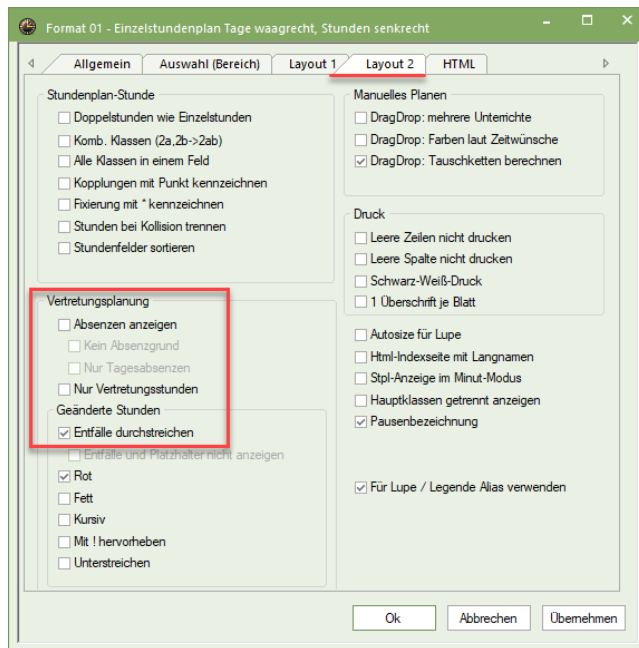 Format 01 - Einzelstundenplan Tage waagrecht, Stunden senkrecht
Allgemein
Auswahl (Bereich)
Layout 1
Layout 2
HTML
Stundenplan-Stunde
Doppelstunden wie Einzelstunden
Komb. Klassen (2a,2b->2ab)
Alle Klassen in einem Feld
Kopplungen mit Punkt kennzeichnen
Fixierung mit * kennzeichnen
Stunden bei Kollision trennen
Stundenfelder sortieren
Vertretungsplanung
Absenzen anzeigen
Kein Absenzgrund
Nur Tagesabsenzen
Nur Vertretungsstunden
Geänderte Stunden
Entfälle durchstreichen
Entfälle und Platzhalter nicht anzeigen
Rot
Fett
Kursiv
Mit ! hervorheben
Unterstreichen
Manuelles Planen
DragDrop: mehrere Unterrichte
DragDrop: Farben laut Zeitwünsche
DragDrop: Tauschketten berechnen
Druck
Leere Zeilen nicht drucken
Leere Spalte nicht drucken
Schwarz-Weiß-Druck
1 Überschrift je Blatt
Autosize für Lupe
Html-Indexseite mit Langnamen
Stpl-Anzeige im Minut-Modus
Hauptklassen getrennt anzeigen
Pausenbezeichnung
Für Lupe / Legende Alias verwenden
Ok
Abbrechen
Übernehmen